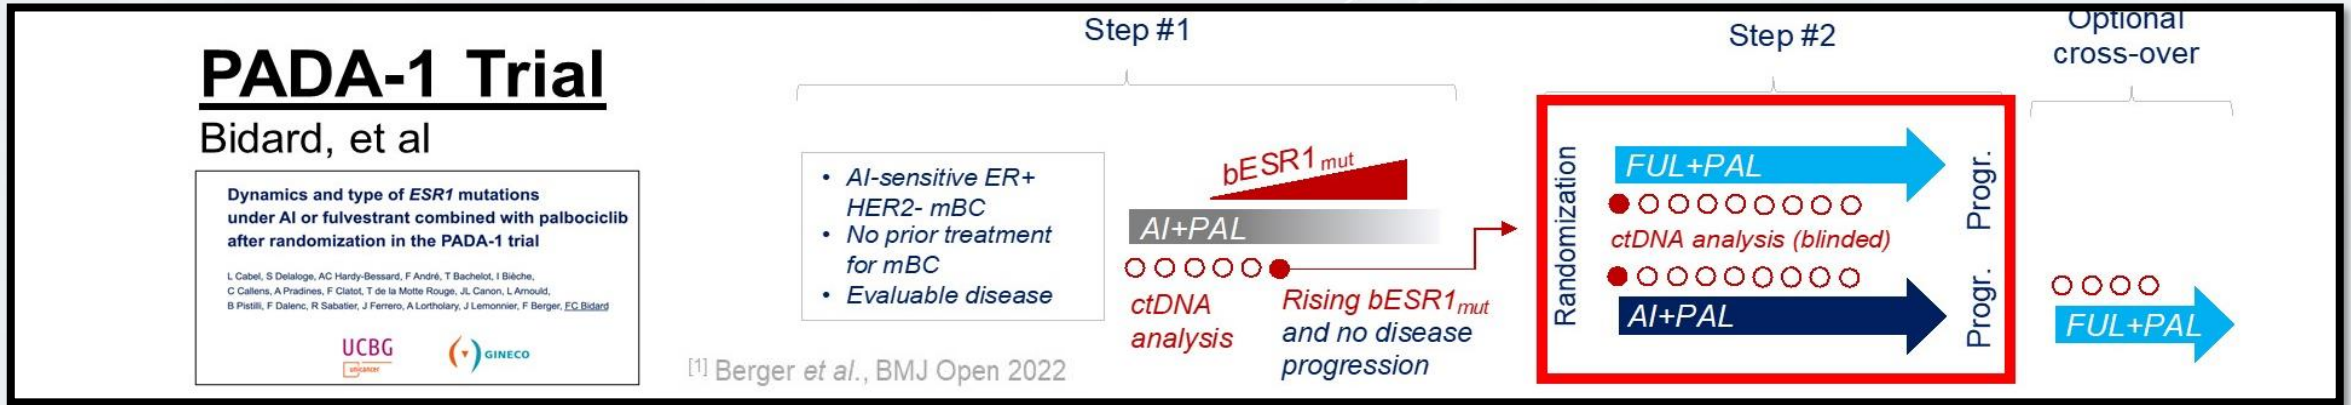 PADA-1 Trial
Bidard, et al
Dynamics and type of ESR1 mutations
under AI or fulvestrant combined with palbociclib
after randomization in the PADA-1 trial
L Cabel, S Delaloge, AC Hardy-Bessard, F André, T Bachelot, I Bièche,
C Callens, A Pradines, F Clatot, T de la Motte Rouge, JL Canon, L Arnould,
B Pistilli, F Dalenc, R Sabatier, J Ferrero, A Lortholary, J Lemonnier, F Berger, FC Bidard
UCBG
unicancer
GINECO
[1] Berger et al., BMJ Open 2022
Step #1
• AI-sensitive ER+
HER2- mBC
• No prior treatment
for mBC
• Evaluable disease
bESR1mut
AI+PAL
ctDNA
analysis
Rising bESR1mut
and no disease
progression
Step #2
Randomization
FUL+PAL
ctDNA analysis (blinded)
AI+PAL
Progr.
Progr.
Optional
cross-over
FUL+PAL